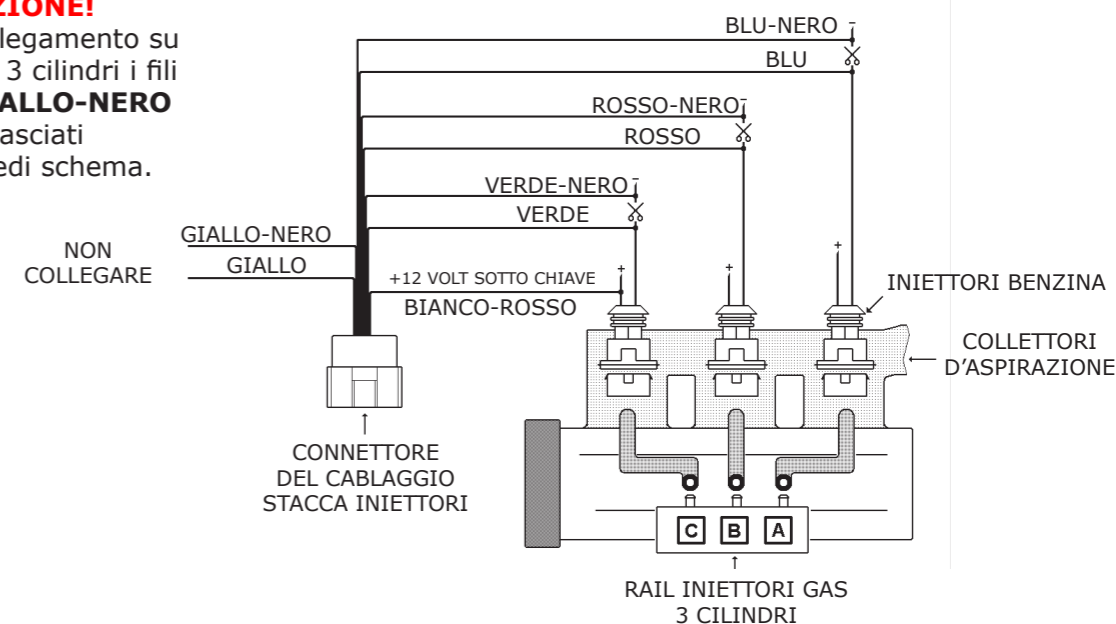 ZIONE!
legamento su
3 cilindri i fili
ALLO-NERO
asciati
edi schema.
BLU-NERO -
BLU
ROSSO-NERO -
ROSSO
VERDE-NERO -
VERDE
GIALLO-NERO
NON
COLLEGARE
GIALLO
+12 VOLT SOTTO CHIAVE
BIANCO-ROSSO
+
+
+
INIETTORI BENZINA
COLLETTORI
D'ASPIRAZIONE
CONNETTORE
DEL CABLAGGIO
STACCA INIETTORI
C B A
RAIL INIETTORI GAS
3 CILINDRI